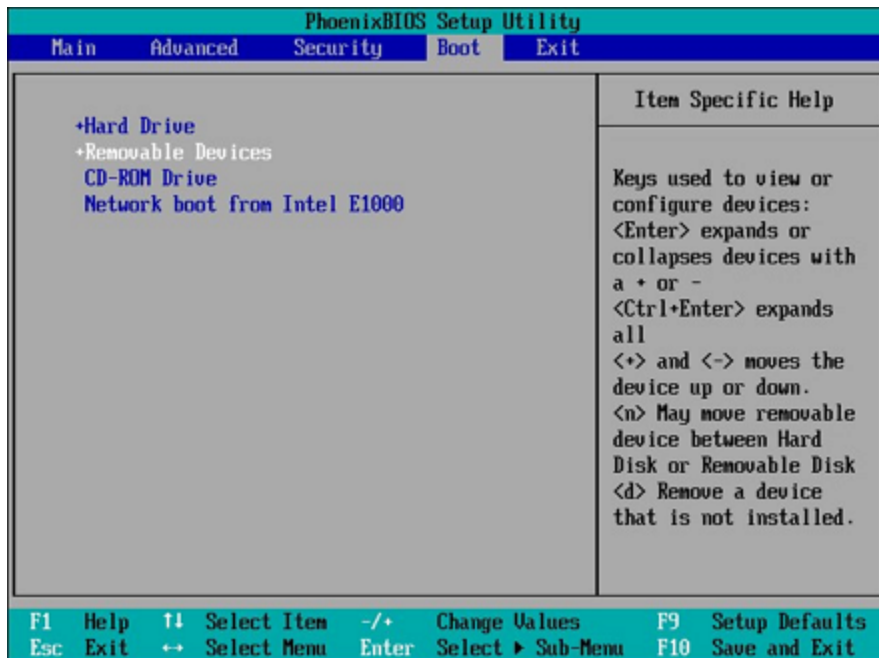 PhoenixBIOS Setup Utility
Main Advanced Security Boot Exit
+Hard Drive
+Removable Devices
CD-ROM Drive
Network boot from Intel E1000
Item Specific Help
Keys used to view or
configure devices:
<Enter> expands or
collapses devices with
a + or -
<Ctrl+Enter> expands
all
<+> and <-> moves the
device up or down.
<n> May move removable
device between Hard
Disk or Removable Disk
<d> Remove a device
that is not installed.
F1 Help ↑↓ Select Item -/+ Change Values F9 Setup Defaults
Esc Exit ↔ Select Menu Enter Select ▶ Sub-Menu F10 Save and Exit